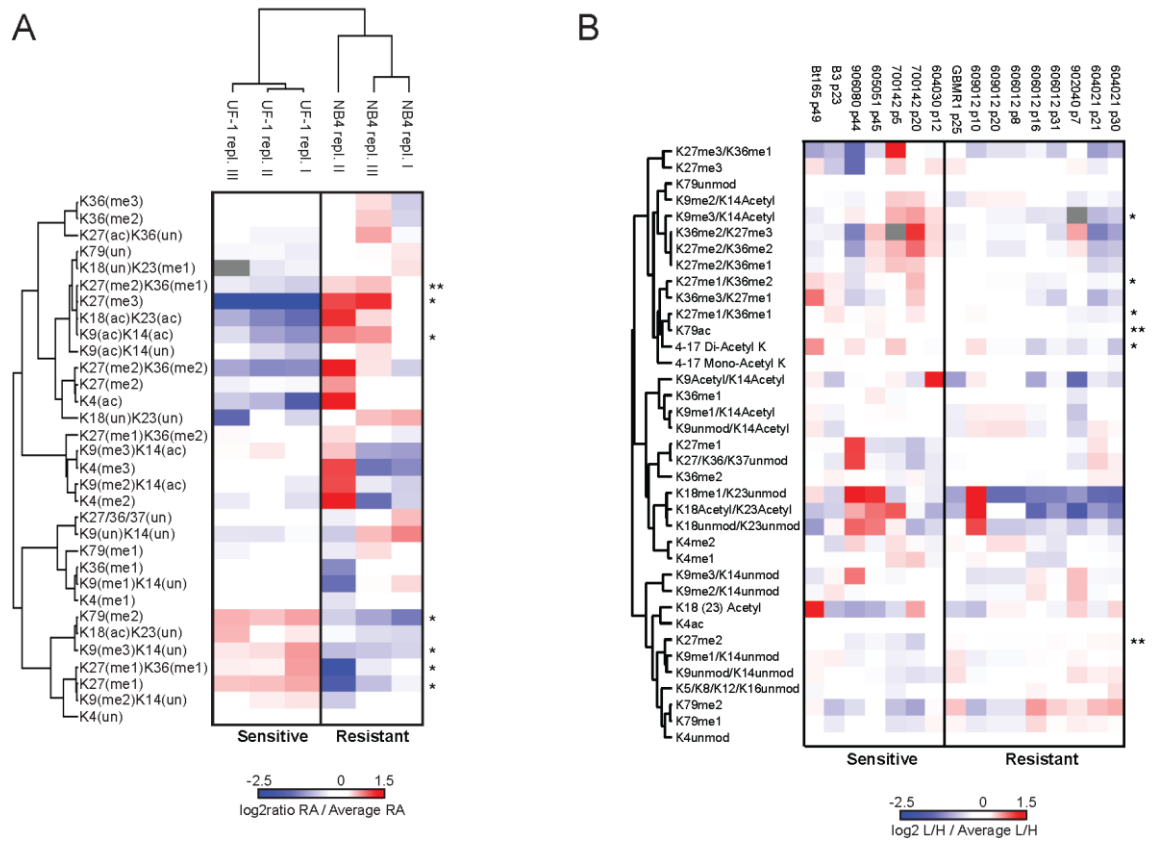 A
UF-1 repl. III
UF-1 repl. II
UF-1 repl. I
NB4 repl. II
NB4 repl. III
NB4 repl. I
K36(me3)
K36(me2)
K27(ac)K36(un)
K79(un)
K18(un)K23(me1)
K27(me2)K36(me1) **
K27(me3) *
K18(ac)K23(ac)
K9(ac)K14(ac) *
K9(ac)K14(un)
K27(me2)K36(me2)
K27(me2)
K4(ac)
K18(un)K23(un)
K27(me1)K36(me2)
K9(me3)K14(ac)
K4(me3)
K9(me2)K14(ac)
K4(me2)
K27/36/37(un)
K9(un)K14(un)
K79(me1)
K36(me1)
K9(me1)K14(un)
K4(me1)
K79(me2) *
K18(ac)K23(un)
K9(me3)K14(un) *
K27(me1)K36(me1) *
K27(me1) *
K9(me2)K14(un)
K4(un)
Sensitive Resistant
-2.5 0 1.5
log2ratio RA / Average RA
B
Bt165 p49
B3 p23
906080 p44
605051 p45
700142 p6
700142 p20
604030 p12
GBMR1 p25
609012 p10
609012 p20
606012 p8
606012 p16
606012 p31
902040 p7
604021 p21
604021 p30
K27me3/K36me1
K27me3
K79unmod
K9me2/K14Acetyl
K9me3/K14Acetyl *
K36me2/K27me3
K27me2/K36me2
K27me2/K36me1
K27me1/K36me2 *
K36me3/K27me1
K27me1/K36me1 *
K79ac **
4-17 Di-Acetyl K *
4-17 Mono-Acetyl K
K9Acetyl/K14Acetyl
K36me1
K9me1/K14Acetyl
K9unmod/K14Acetyl
K27me1
K27/K36/K37unmod
K36me2
K18me1/K23unmod
K18Acetyl/K23Acetyl
K18unmod/K23unmod
K4me2
K4me1
K9me3/K14unmod
K9me2/K14unmod
K18 (23) Acetyl
K4ac
K27me2 **
K9me1/K14unmod
K9unmod/K14unmod
K5/K8/K12/K16unmod
K79me2
K79me1
K4unmod
Sensitive Resistant
-2.5 0 1.5
log2 L/H / Average L/H